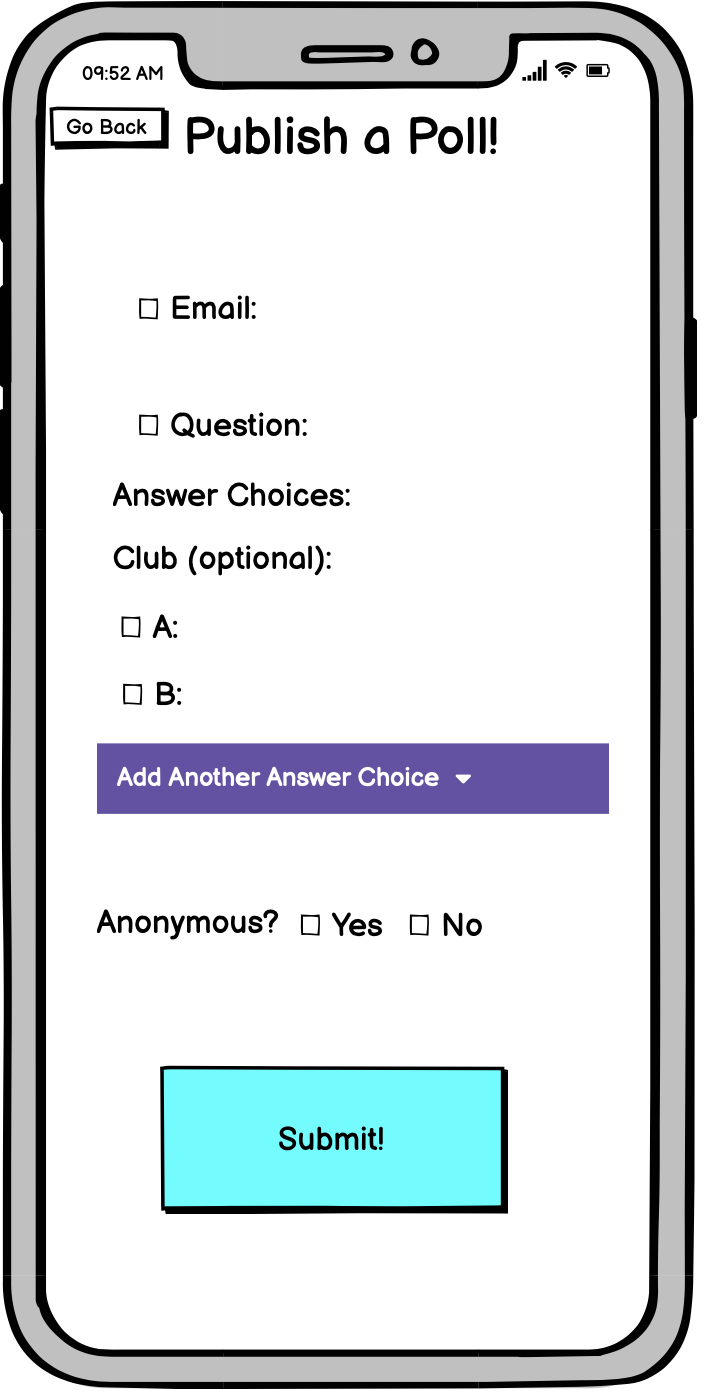 09:52 AM
Go Back
Publish a Poll!
Email:
Question:
Answer Choices:
Club (optional):
A:
B:
Add Another Answer Choice
Anonymous? Yes No
Submit!